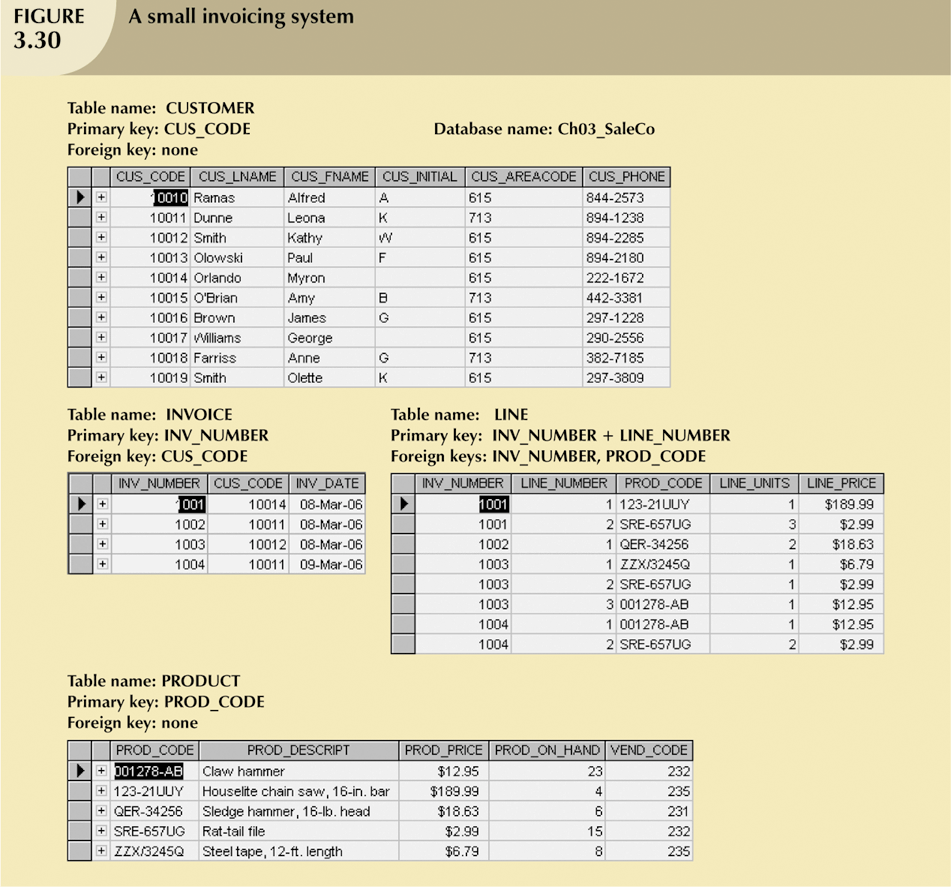 FIGURE 3.30
A small invoicing system
Table name: CUSTOMER
Primary key: CUS_CODE
Database name: Ch03_SaleCo
Foreign key: none
CUS_CODE CUS_LNAME CUS_FNAME CUS_INITIAL CUS_AREACODE CUS_PHONE
10010 Ramas Alfred A 615 844-2573
10011 Dunne Leona K 713 894-1238
10012 Smith Kathy W 615 894-2285
10013 Olowski Paul F 615 894-2180
10014 Orlando Myron 615 222-1672
10015 O'Brian Amy B 713 442-3381
10016 Brown James G 615 297-1228
10017 Williams George 615 290-2556
10018 Farriss Anne G 713 382-7185
10019 Smith Olette K 615 297-3809
Table name: INVOICE
Primary key: INV_NUMBER
Foreign key: CUS_CODE
INV_NUMBER CUS_CODE INV_DATE
1001 10014 08-Mar-06
1002 10011 08-Mar-06
1003 10012 08-Mar-06
1004 10011 09-Mar-06
Table name: LINE
Primary key: INV_NUMBER + LINE_NUMBER
Foreign keys: INV_NUMBER, PROD_CODE
INV_NUMBER LINE_NUMBER PROD_CODE LINE_UNITS LINE_PRICE
1001 1 123-21UUY 1 $189.99
1001 2 SRE-657UG 3 $2.99
1002 1 QER-34256 2 $18.63
1003 1 ZZX/3245Q 1 $6.79
1003 2 SRE-657UG 1 $2.99
1003 3 001278-AB 1 $12.95
1004 1 001278-AB 1 $12.95
1004 2 SRE-657UG 2 $2.99
Table name: PRODUCT
Primary key: PROD_CODE
Foreign key: none
PROD_CODE PROD_DESCRIPT PROD_PRICE PROD_ON_HAND VEND_CODE
001278-AB Claw hammer $12.95 23 232
123-21UUY Houselite chain saw, 16-in. bar $189.99 4 235
QER-34256 Sledge hammer, 16-lb. head $18.63 6 231
SRE-657UG Rat-tail file $2.99 15 232
ZZX/3245Q Steel tape, 12-ft. length $6.79 8 235